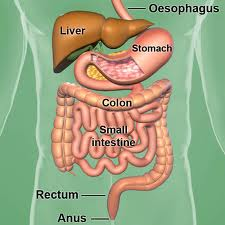 Oesophagus
Liver
Stomach
Colon
Small
intestine
Rectum
Anus